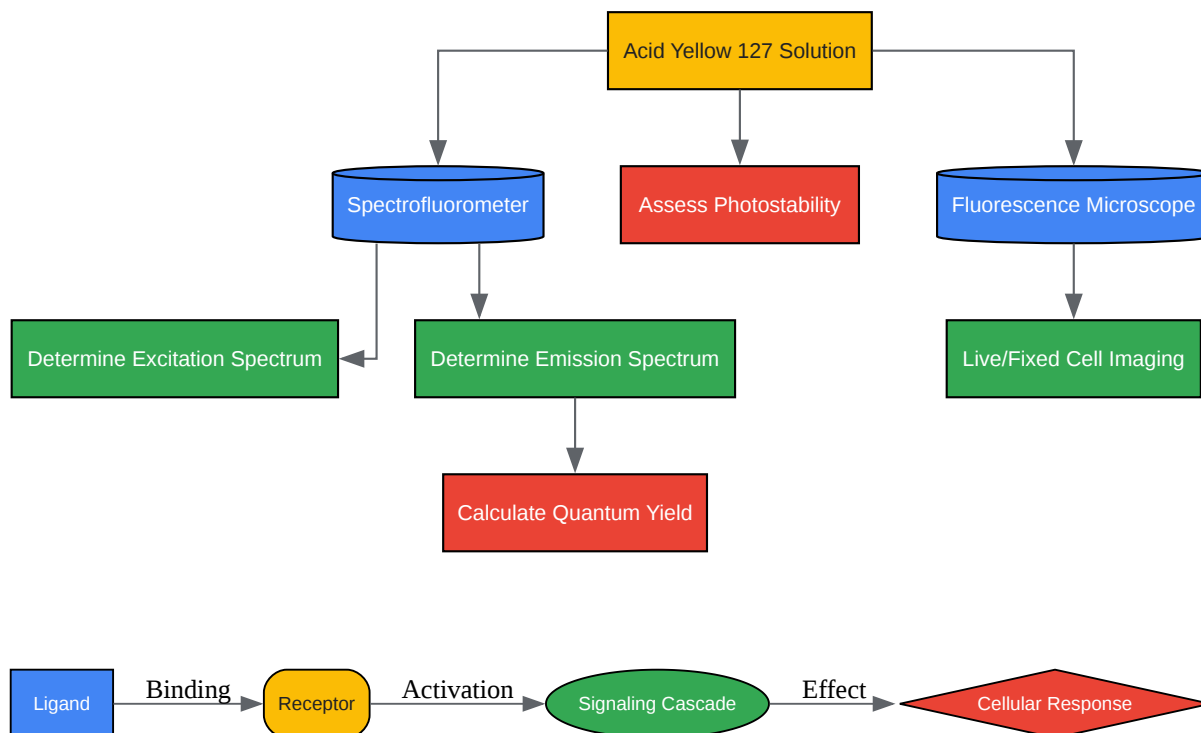 Acid Yellow 127 Solution
Spectrofluorometer
Assess Photostability
Fluorescence Microscope
Determine Excitation Spectrum
Determine Emission Spectrum
Live/Fixed Cell Imaging
Calculate Quantum Yield
Ligand
Binding
Receptor
Activation
Signaling Cascade
Effect
Cellular Response